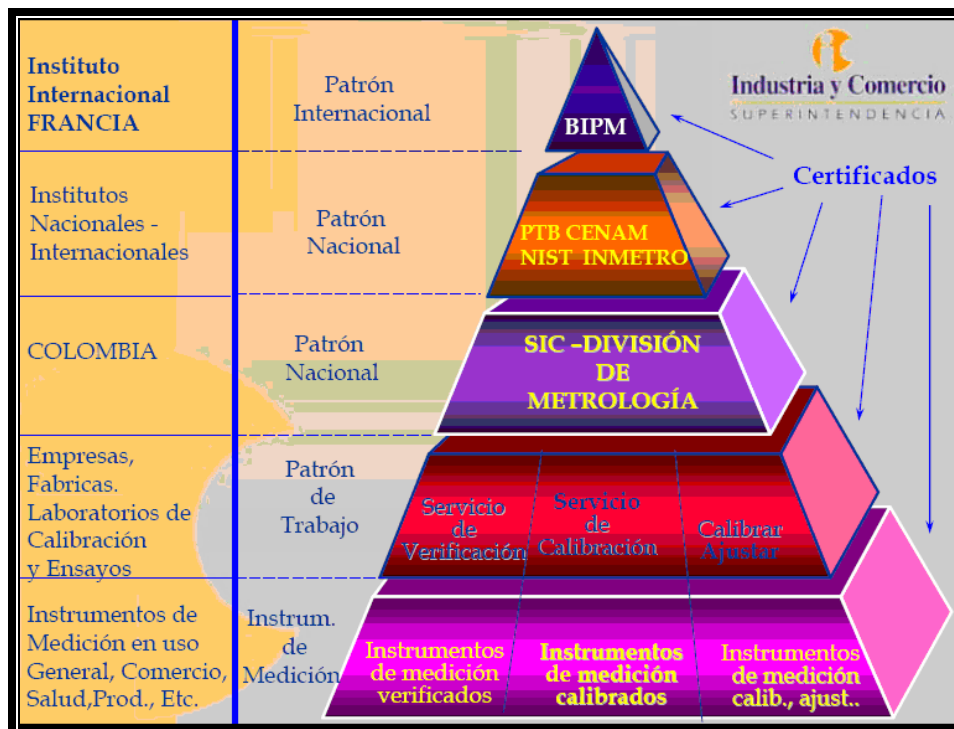 Instituto
Internacional
FRANCIA
Patrón
Internacional
BIPM
Industria y Comercio
SUPERINTENDENCIA
Certificados
Institutos
Nacionales -
Internacionales
Patrón
Nacional
PTB CENAM
NIST INMETRO
COLOMBIA
Patrón
Nacional
SIC –DIVISIÓN
DE
METROLOGÍA
Empresas,
Fabricas.
Laboratorios de
Calibración
y Ensayos
Patrón
de
Trabajo
Servicio
de
Verificación
Servicio
de
Calibración
Calibrar
Ajustar
Instrumentos de
Medición en uso
General, Comercio,
Salud,Prod., Etc.
Instrum.
de
Medición
Instrumentos
de medición
verificados
Instrumentos
de medición
calibrados
Instrumentos
de medición
calib., ajust..